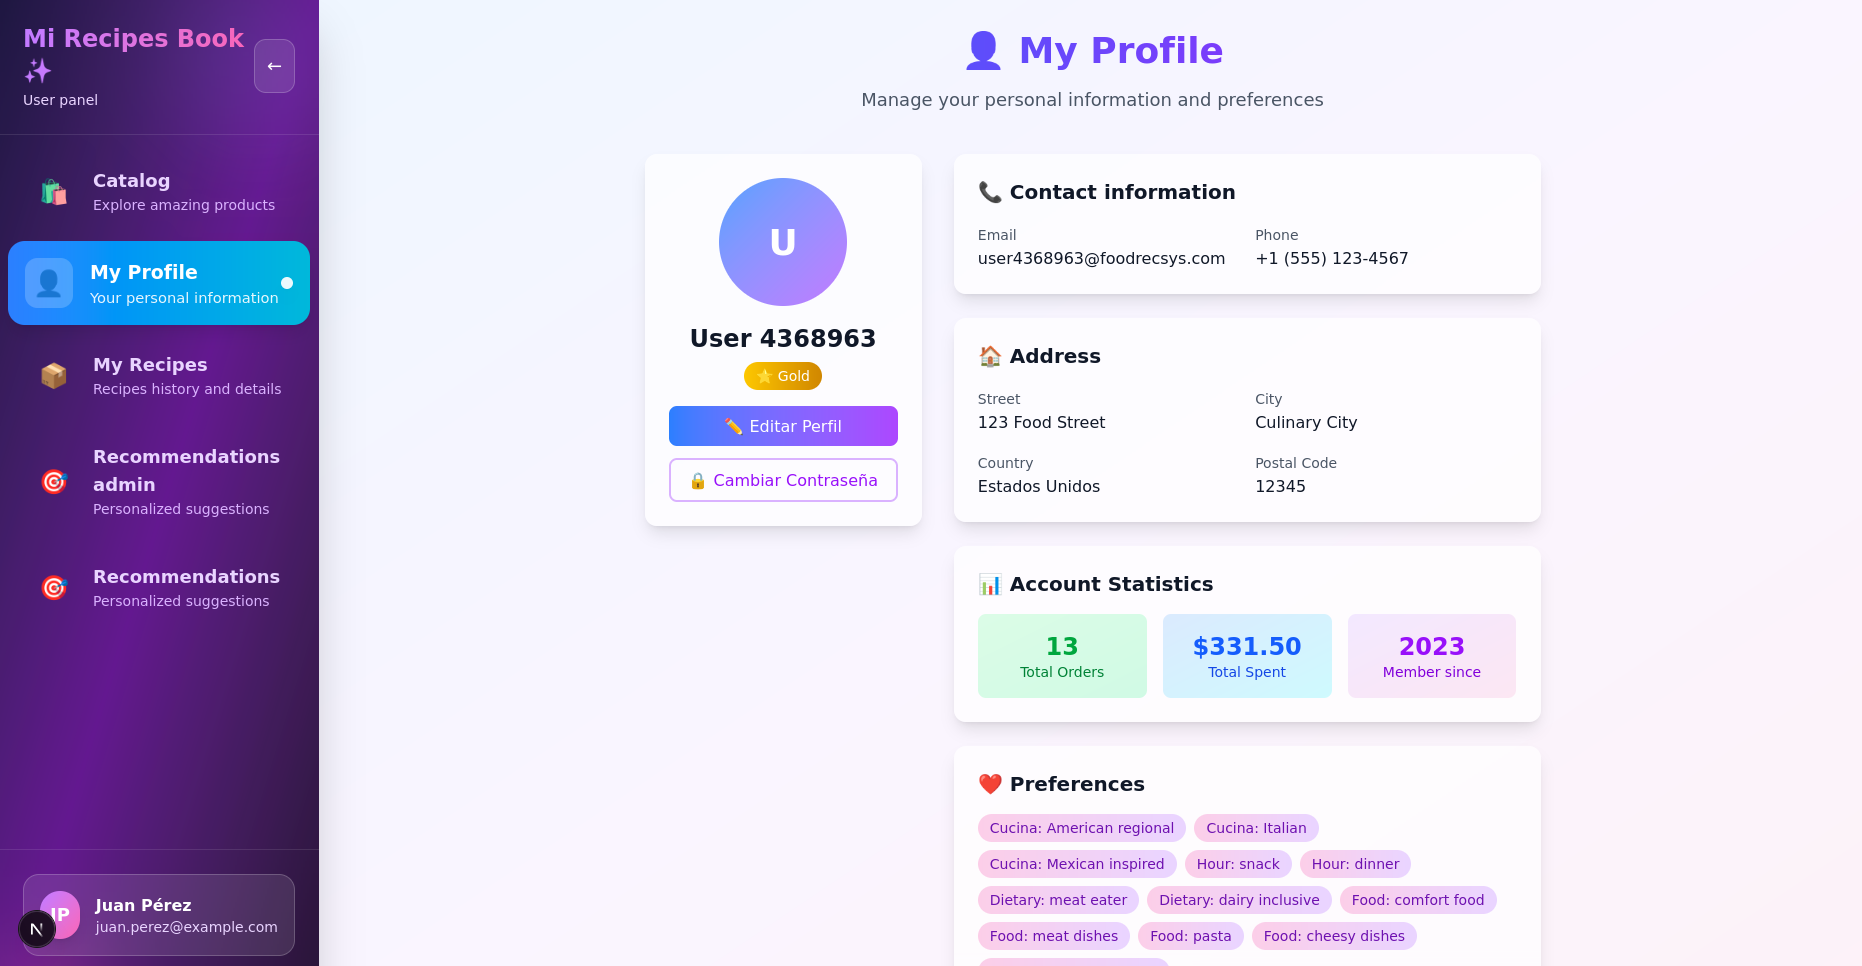 Mi Recipes Book
✨
User panel
←
🛍️ Catalog
Explore amazing products
👤 My Profile
Your personal information
📦 My Recipes
Recipes history and details
🎯 Recommendations
admin
Personalized suggestions
🎯 Recommendations
Personalized suggestions
JP
Juan Pérez
juan.perez@example.com
N
👤 My Profile
Manage your personal information and preferences
U
User 4368963
⭐ Gold
✏️ Editar Perfil
🔒 Cambiar Contraseña
📞 Contact information
Email Phone
user4368963@foodrecsys.com +1 (555) 123-4567
🏠 Address
Street City
123 Food Street Culinary City
Country Postal Code
Estados Unidos 12345
📊 Account Statistics
13 $331.50 2023
Total Orders Total Spent Member since
❤️ Preferences
Cucina: American regional Cucina: Italian
Cucina: Mexican inspired Hour: snack Hour: dinner
Dietary: meat eater Dietary: dairy inclusive Food: comfort food
Food: meat dishes Food: pasta Food: cheesy dishes